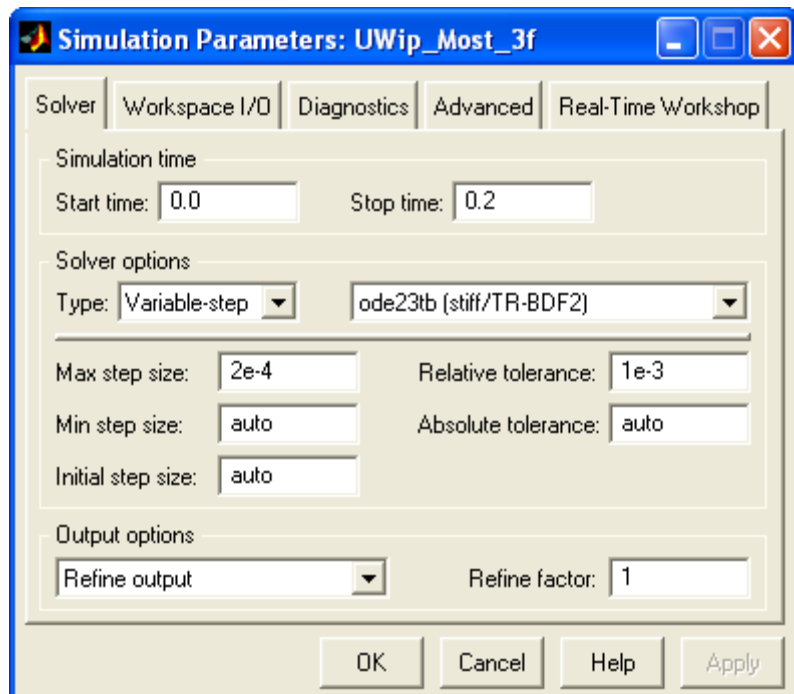 Simulation Parameters: UWip_Most_3f
Solver Workspace I/O Diagnostics Advanced Real-Time Workshop
Simulation time
Start time: 0.0 Stop time: 0.2
Solver options
Type: Variable-step ode23tb (stiff/TR-BDF2)
Max step size: 2e-4 Relative tolerance: 1e-3
Min step size: auto Absolute tolerance: auto
Initial step size: auto
Output options
Refine output Refine factor: 1
OK Cancel Help Apply